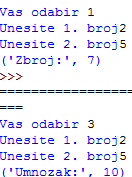 Vas odabir 1
Unesite 1. broj2
Unesite 2. broj5
('Zbroj:', 7)
>>>
===================
===
Vas odabir 3
Unesite 1. broj2
Unesite 2. broj5
('Umnozak:', 10)